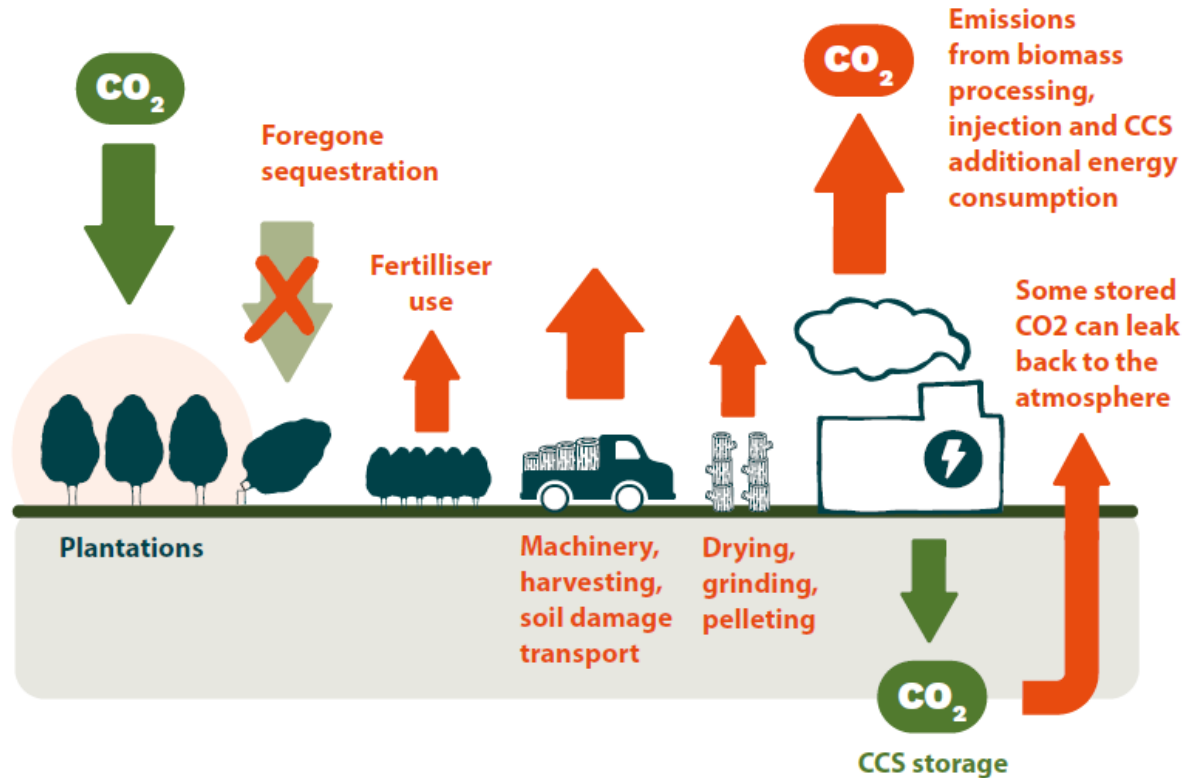 CO₂
Foregone
sequestration
Fertilliser
use
CO₂
Emissions
from biomass
processing,
injection and CCS
additional energy
consumption
Some stored
CO2 can leak
back to the
atmosphere
Plantations
Machinery,
harvesting,
soil damage
transport
Drying,
grinding,
pelleting
CO₂
CCS storage